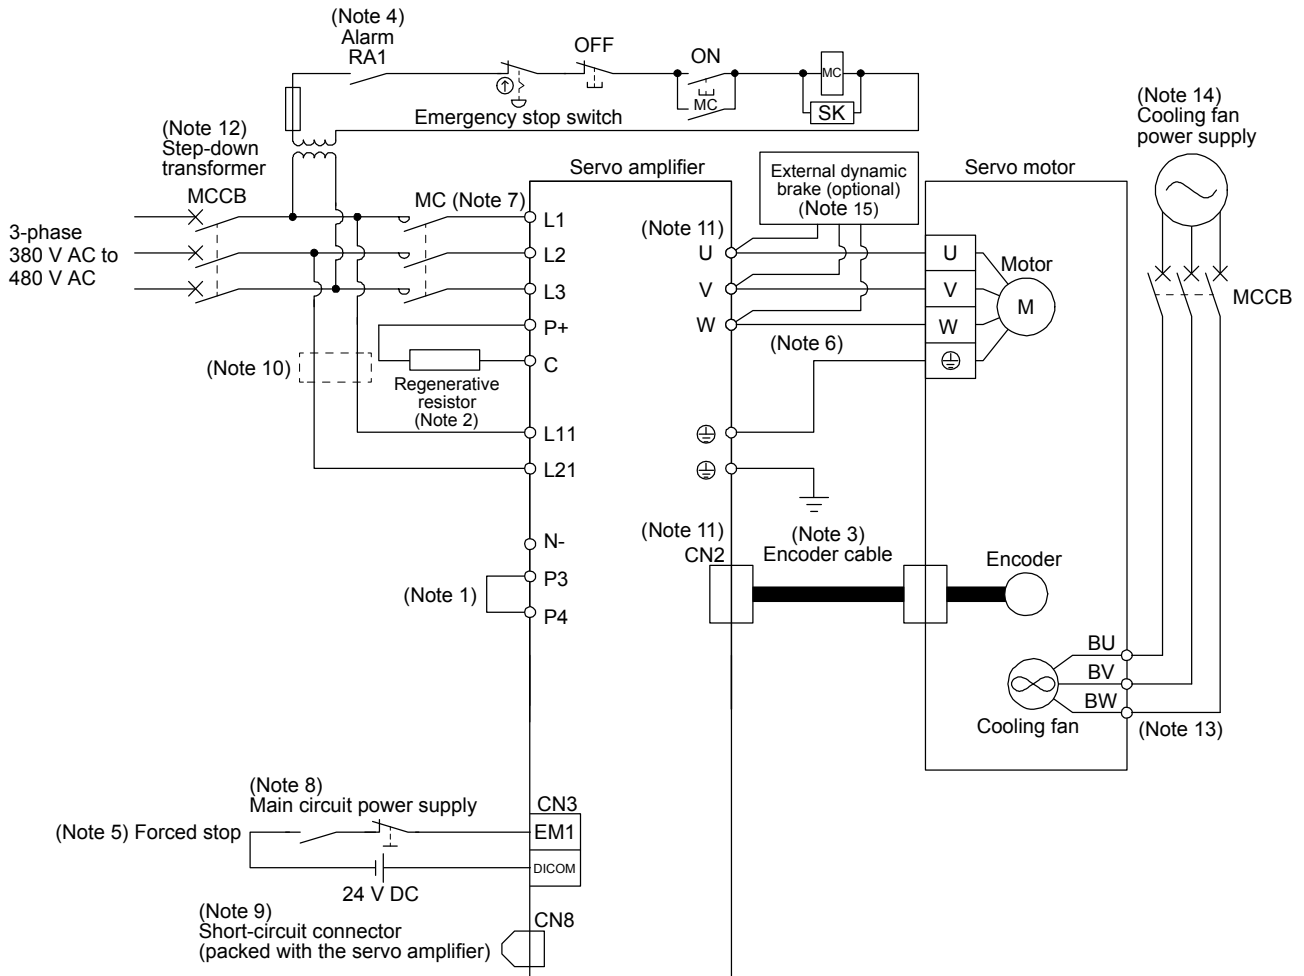 (Note 4)
Alarm
RA1
OFF
ON
MC
MC
SK
Emergency stop switch
(Note 14)
Cooling fan
power supply
(Note 12)
Step-down
transformer
MCCB
MC (Note 7)
Servo amplifier
External dynamic
brake (optional)
(Note 15)
Servo motor
3-phase
380 V AC to
480 V AC
L1
L2
L3
P+
C
(Note 11)
U
V
W
U
V
W
Motor
M
MCCB
(Note 6)
(Note 10)
Regenerative
resistor
(Note 2)
L11
L21
N-
P3
P4
(Note 1)
(Note 11)
CN2
(Note 3)
Encoder cable
Encoder
BU
BV
BW
Cooling fan
(Note 13)
(Note 8)
Main circuit power supply
(Note 5) Forced stop
24 V DC
CN3
EM1
DICOM
(Note 9)
Short-circuit connector
(packed with the servo amplifier)
CN8